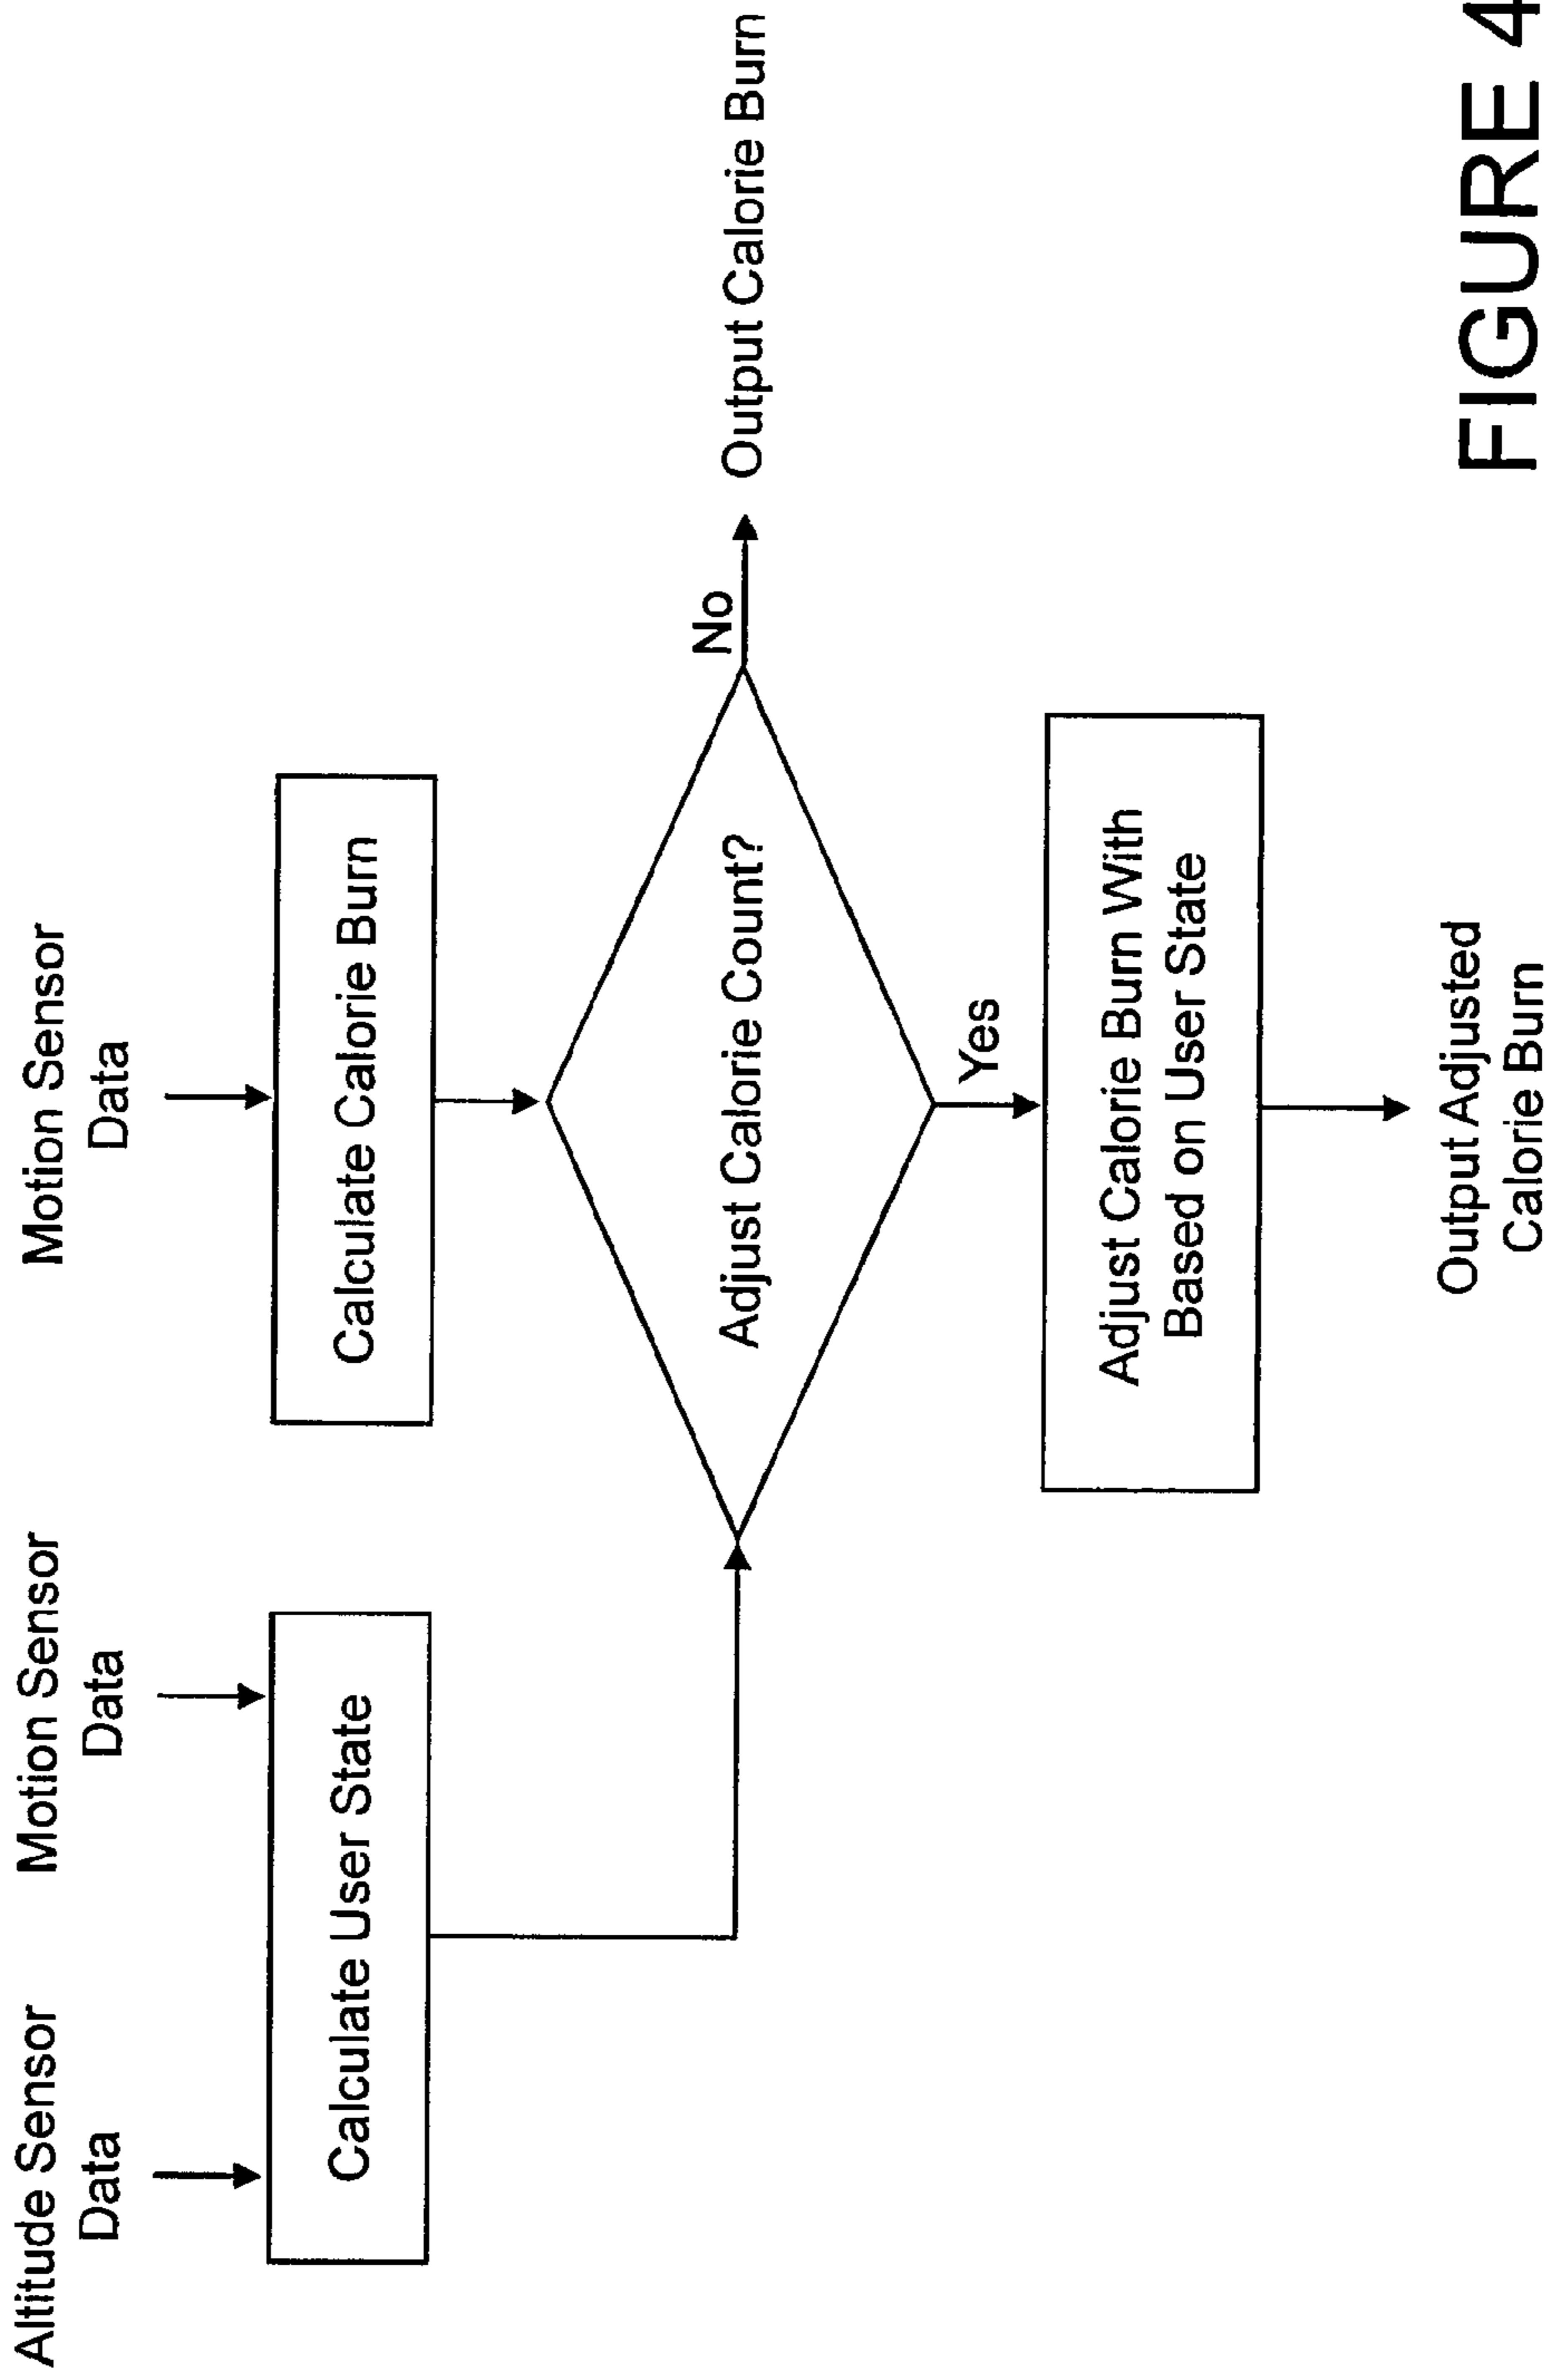 Altitude Sensor
Data
Motion Sensor
Data
Motion Sensor
Data
Calculate User State
Calculate Calorie Burn
Adjust Calorie Count?
No
Output Calorie Burn
Yes
Adjust Calorie Burn With
Based on User State
Output Adjusted
Calorie Burn
FIGURE 4